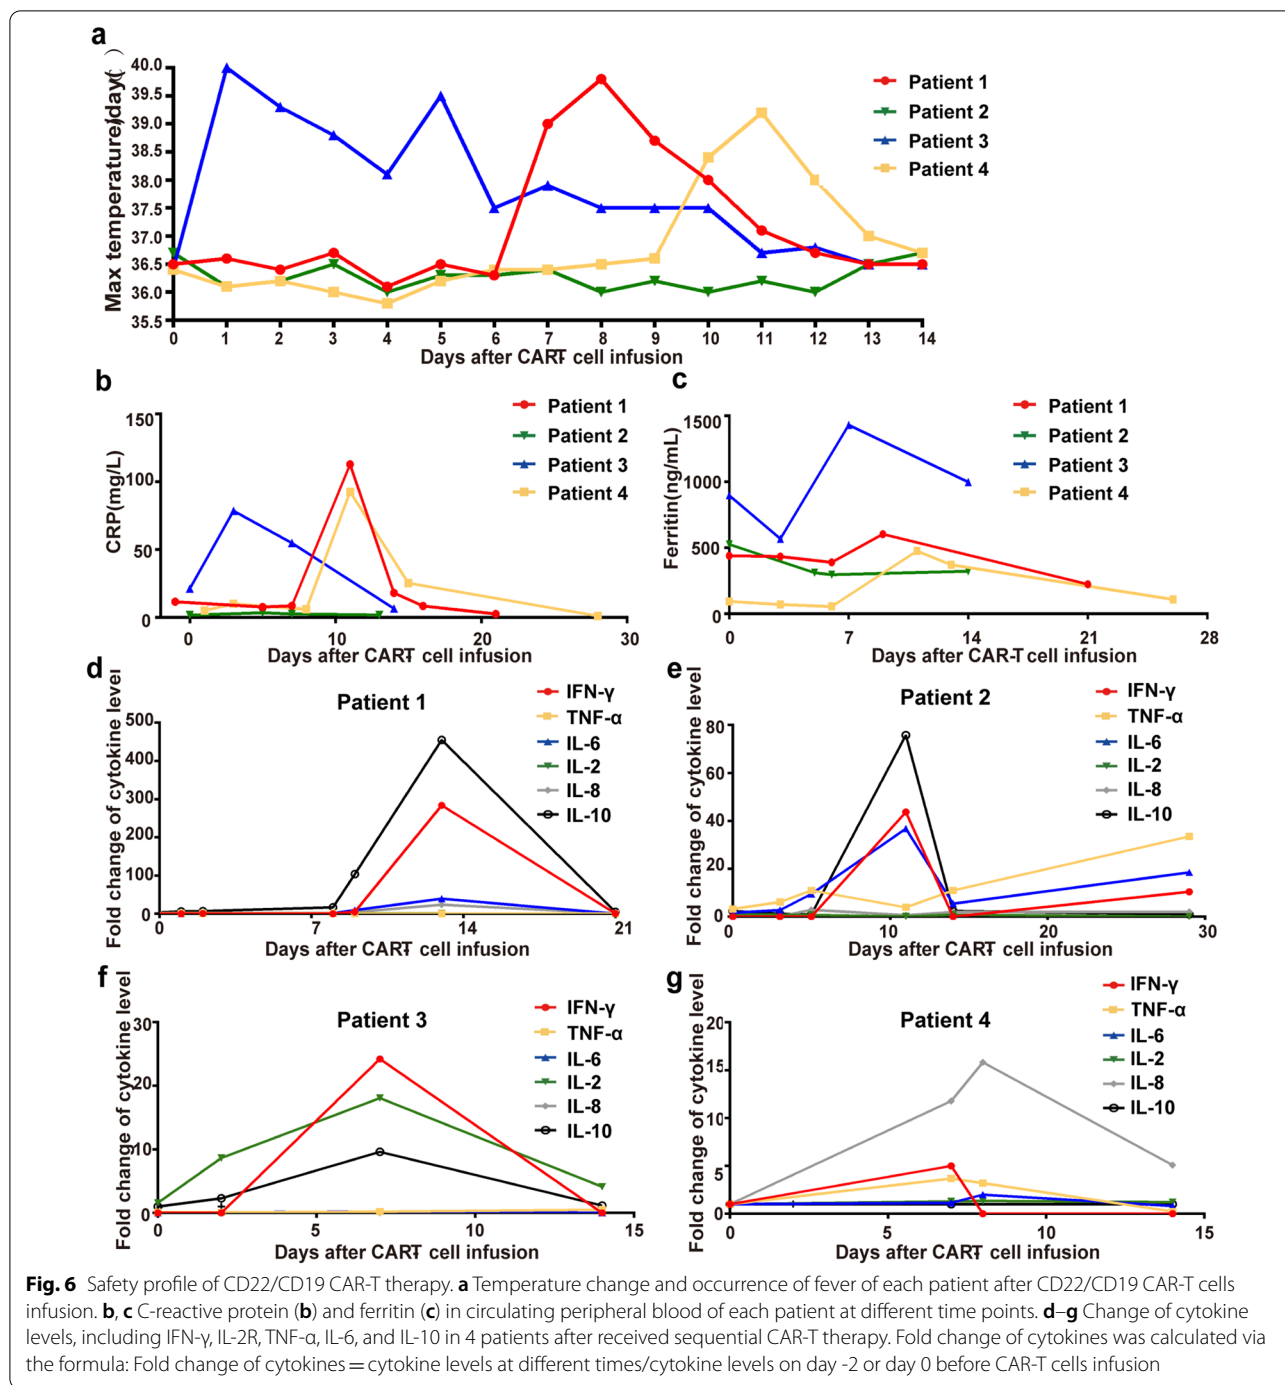 a
Max temperature/day(℃)
40.0
39.5
39.0
38.5
38.0
37.5
37.0
36.5
36.0
35.5
0 1 2 3 4 5 6 7 8 9 10 11 12 13 14
Days after CAR-T cell infusion
Patient 1
Patient 2
Patient 3
Patient 4
b
CRP(mg/L)
150
100
50
0
0 10 20 30
Days after CAR-T cell infusion
Patient 1
Patient 2
Patient 3
Patient 4
c
Ferritin(ng/mL)
1500
1000
500
0
0 7 14 21 28
Days after CAR-T cell infusion
Patient 1
Patient 2
Patient 3
Patient 4
d
Patient 1
Fold change of cytokine level
500
400
300
200
100
0
0 7 14 21
Days after CAR-T cell infusion
IFN-γ
TNF-α
IL-6
IL-2
IL-8
IL-10
e
Patient 2
Fold change of cytokine level
80
60
40
20
0
0 10 20 30
Days after CAR-T cell infusion
IFN-γ
TNF-α
IL-6
IL-2
IL-8
IL-10
f
Patient 3
Fold change of cytokine level
30
20
10
0
0 5 10 15
Days after CAR-T cell infusion
IFN-γ
TNF-α
IL-6
IL-2
IL-8
IL-10
g
Patient 4
Fold change of cytokine level
20
15
10
5
0
0 5 10 15
Days after CAR-T cell infusion
IFN-γ
TNF-α
IL-6
IL-2
IL-8
IL-10
Fig. 6 Safety profile of CD22/CD19 CAR-T therapy. a Temperature change and occurrence of fever of each patient after CD22/CD19 CAR-T cells
infusion. b, c C-reactive protein (b) and ferritin (c) in circulating peripheral blood of each patient at different time points. d–g Change of cytokine
levels, including IFN-γ, IL-2R, TNF-α, IL-6, and IL-10 in 4 patients after received sequential CAR-T therapy. Fold change of cytokines was calculated via
the formula: Fold change of cytokines = cytokine levels at different times/cytokine levels on day -2 or day 0 before CAR-T cells infusion